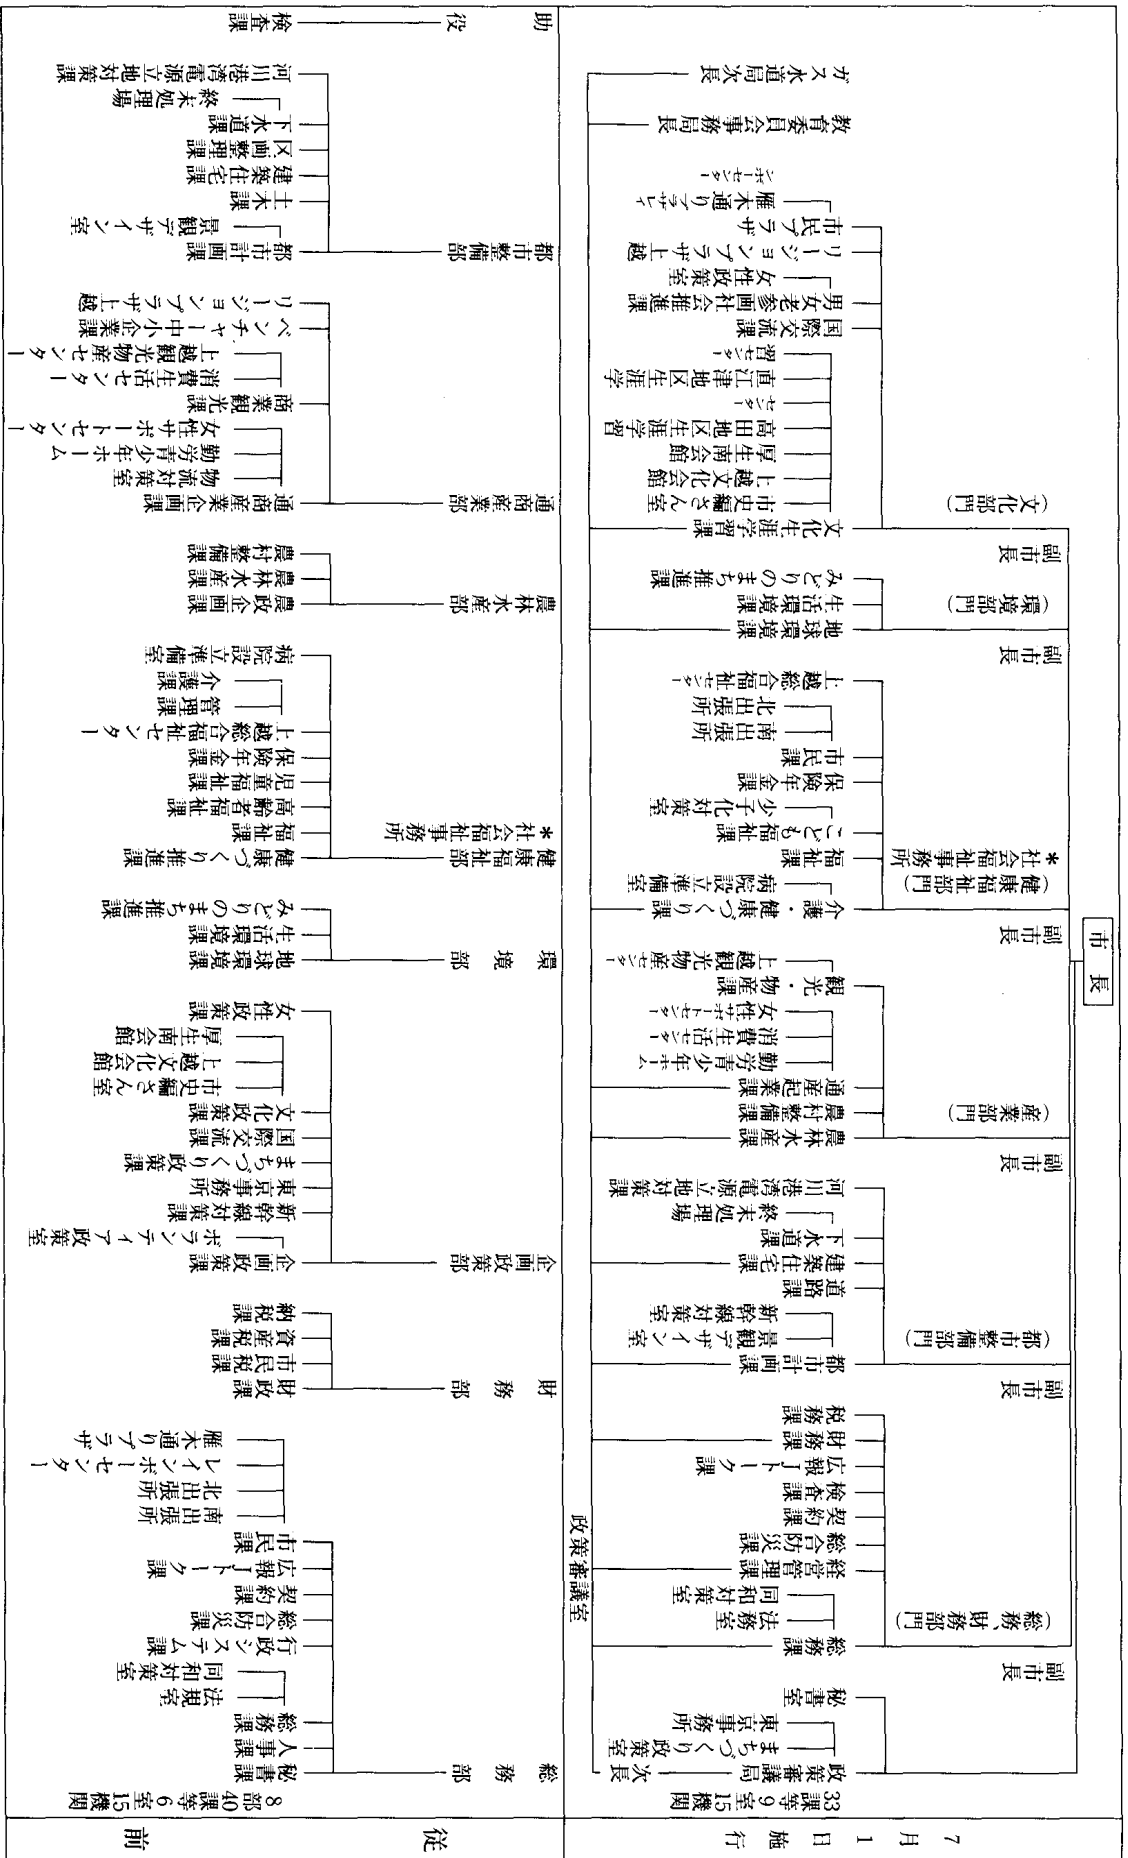 7月1日施行
33課等9室15機関
市長
政策審議局次長
まちづくり政策室
東京事務所
秘書室
副市長
(総務、財務部門)
総務課
法務室
同和対策室
経営管理課
総合防災課
契約課
検査課
広報Jトーク課
財務課
税務課
副市長
(都市整備部門)
都市計画課
景観デザイン室
新幹線対策室
道路課
建築住宅課
下水道課
終末処理場
河川港湾電源立地対策課
副市長
(産業部門)
農林水産課
農村整備課
通産起業課
勤労青少年ホーム
消費生活センター
女性サポートセンター
観光・物産課
上越観光物産センター
副市長
(健康福祉部門)
*社会福祉事務所
介護・健康づくり課
病院設立準備室
福祉課
こども福祉課
少子化対策室
保険年金課
市民課
南出張所
北出張所
上越総合福祉センター
副市長
(環境部門)
地球環境課
生活環境課
みどりのまち推進課
副市長
(文化部門)
文化生涯学習課
市史編さん室
上越文化会館
厚生南会館
高田地区生涯学習センター
直江津地区生涯学習センター
国際交流課
男女老参画社会推進課
女性政策室
リージョンプラザ上越
市民プラザ
雁木通りプラザレインボーセンター
教育委員会事務局長
ガス水道局次長
政策審議室
従前
8部40課等6室15機関
総務部
秘書課
人事課
総務課
法規室
同和対策室
行政システム課
総合防災課
契約課
広報Jトーク課
市民課
南出張所
北出張所
レインボーセンター
雁木通りプラザ
財務部
財政課
市民税課
資産税課
納税課
企画政策部
企画政策課
ボランティア政策室
新幹線対策課
東京事務所
まちづくり政策課
国際交流課
文化政策課
市史編さん室
上越文化会館
厚生南会館
女性政策課
環境部
地球環境課
生活環境課
みどりのまち推進課
健康福祉部
*社会福祉事務所
健康づくり推進課
福祉課
高齢者福祉課
児童福祉課
保険年金課
上越総合福祉センター
管理課
介護課
病院設立準備室
農林水産部
農政企画課
農林水産課
農村整備課
通商産業部
通商産業企画課
物流対策室
勤労青少年ホーム
女性サポートセンター
商業観光課
消費生活センター
上越観光物産センター
ベンチャー中小企業課
リージョンプラザ上越
都市整備部
都市計画課
景観デザイン室
土木課
建築住宅課
区画整理課
下水道課
終末処理場
河川港湾電源立地対策課
助役
検査課